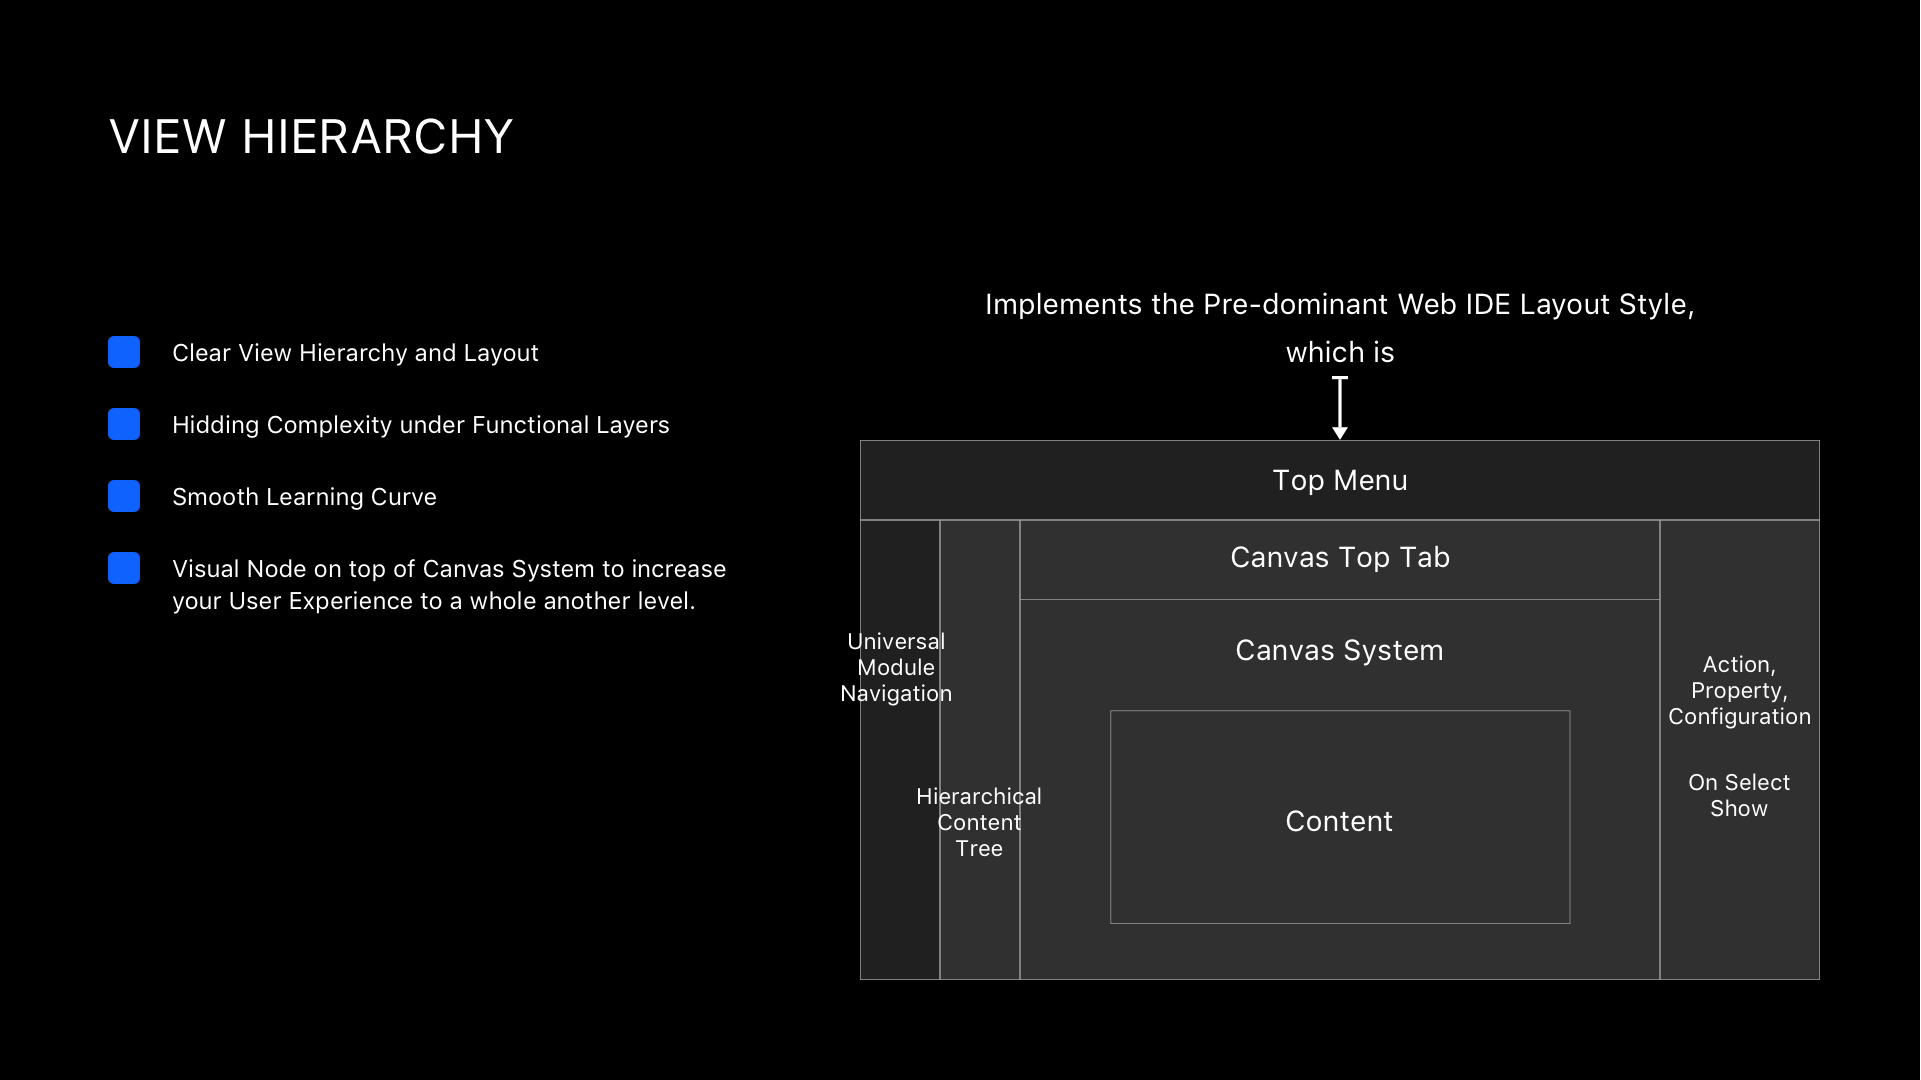 VIEW HIERARCHY
Clear View Hierarchy and Layout
Hidding Complexity under Functional Layers
Smooth Learning Curve
Visual Node on top of Canvas System to increase
your User Experience to a whole another level.
Implements the Pre-dominant Web IDE Layout Style,
which is
Top Menu
Canvas Top Tab
Universal
Module
Navigation
Hierarchical
Content
Tree
Canvas System
Content
Action,
Property,
Configuration
On Select
Show